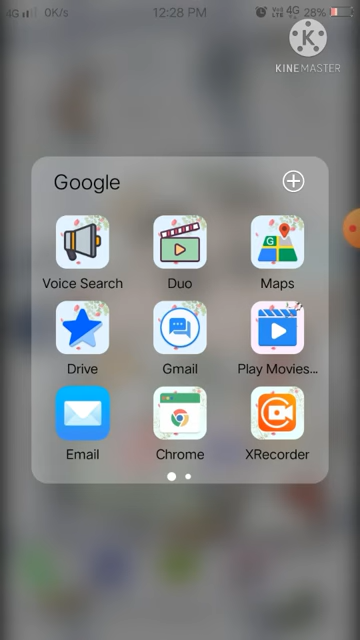 4G 0K/s 12:28 PM VoLTE 4G 28%
K
KINEMASTER
Google
Voice Search Duo Maps
G
Drive Gmail Play Movies...
Email Chrome XRecorder